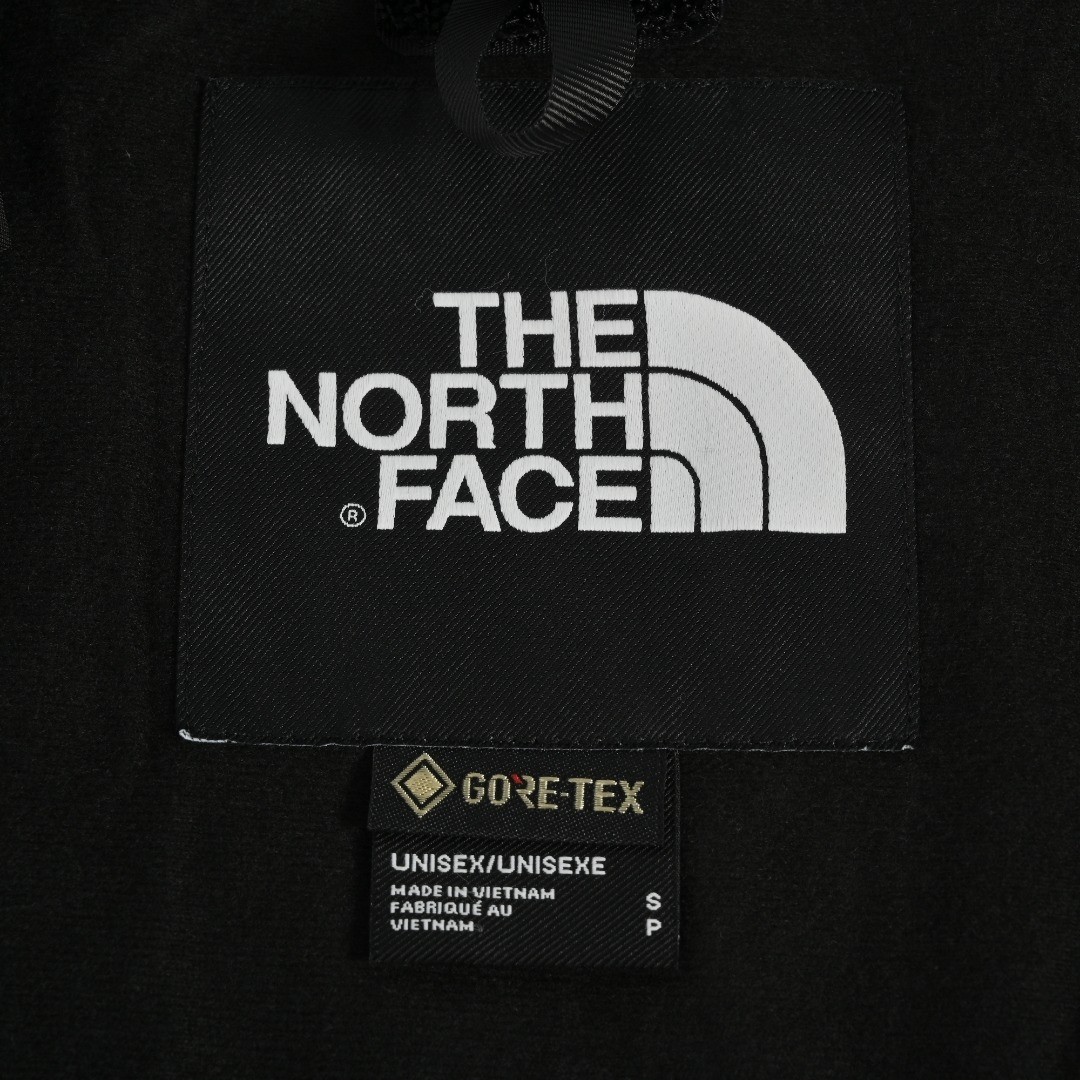 THE
NORTH
® FACE
GORE-TEX
UNISEX/UNISEXE
MADE IN VIETNAM
FABRIQUÉ AU
VIETNAM
S
P